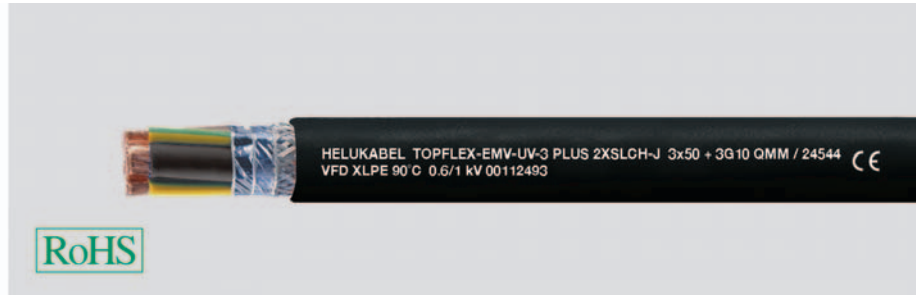 HELUKABEL TOPFLEX-EMV-UV-3 PLUS 2XSLCH-J 3x50 + 3G10 QMM / 24544 CE
VFD XLPE 90°C 0.6/1 kV 00112493
RoHS